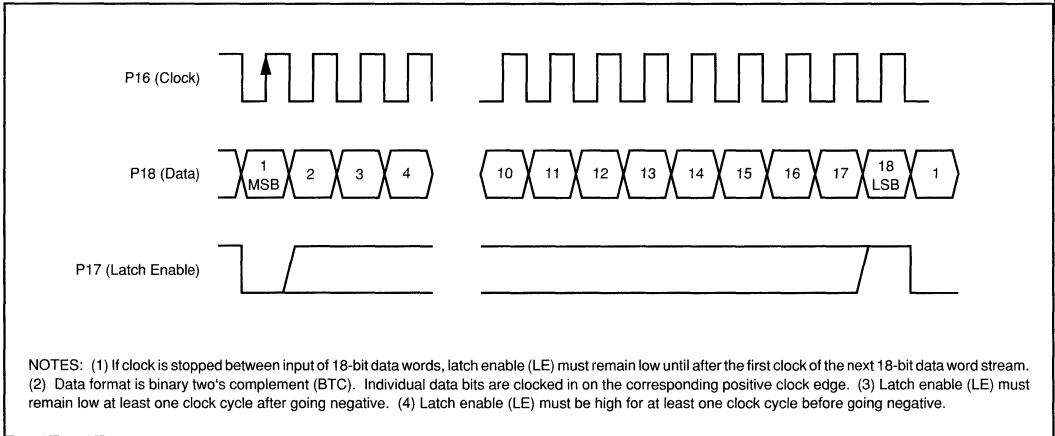 P16 (Clock)
P18 (Data)
1
MSB
2
3
4
10
11
12
13
14
15
16
17
18
LSB
1
P17 (Latch Enable)
NOTES: (1) If clock is stopped between input of 18-bit data words, latch enable (LE) must remain low until after the first clock of the next 18-bit data word stream.
(2) Data format is binary two's complement (BTC). Individual data bits are clocked in on the corresponding positive clock edge. (3) Latch enable (LE) must
remain low at least one clock cycle after going negative. (4) Latch enable (LE) must be high for at least one clock cycle before going negative.